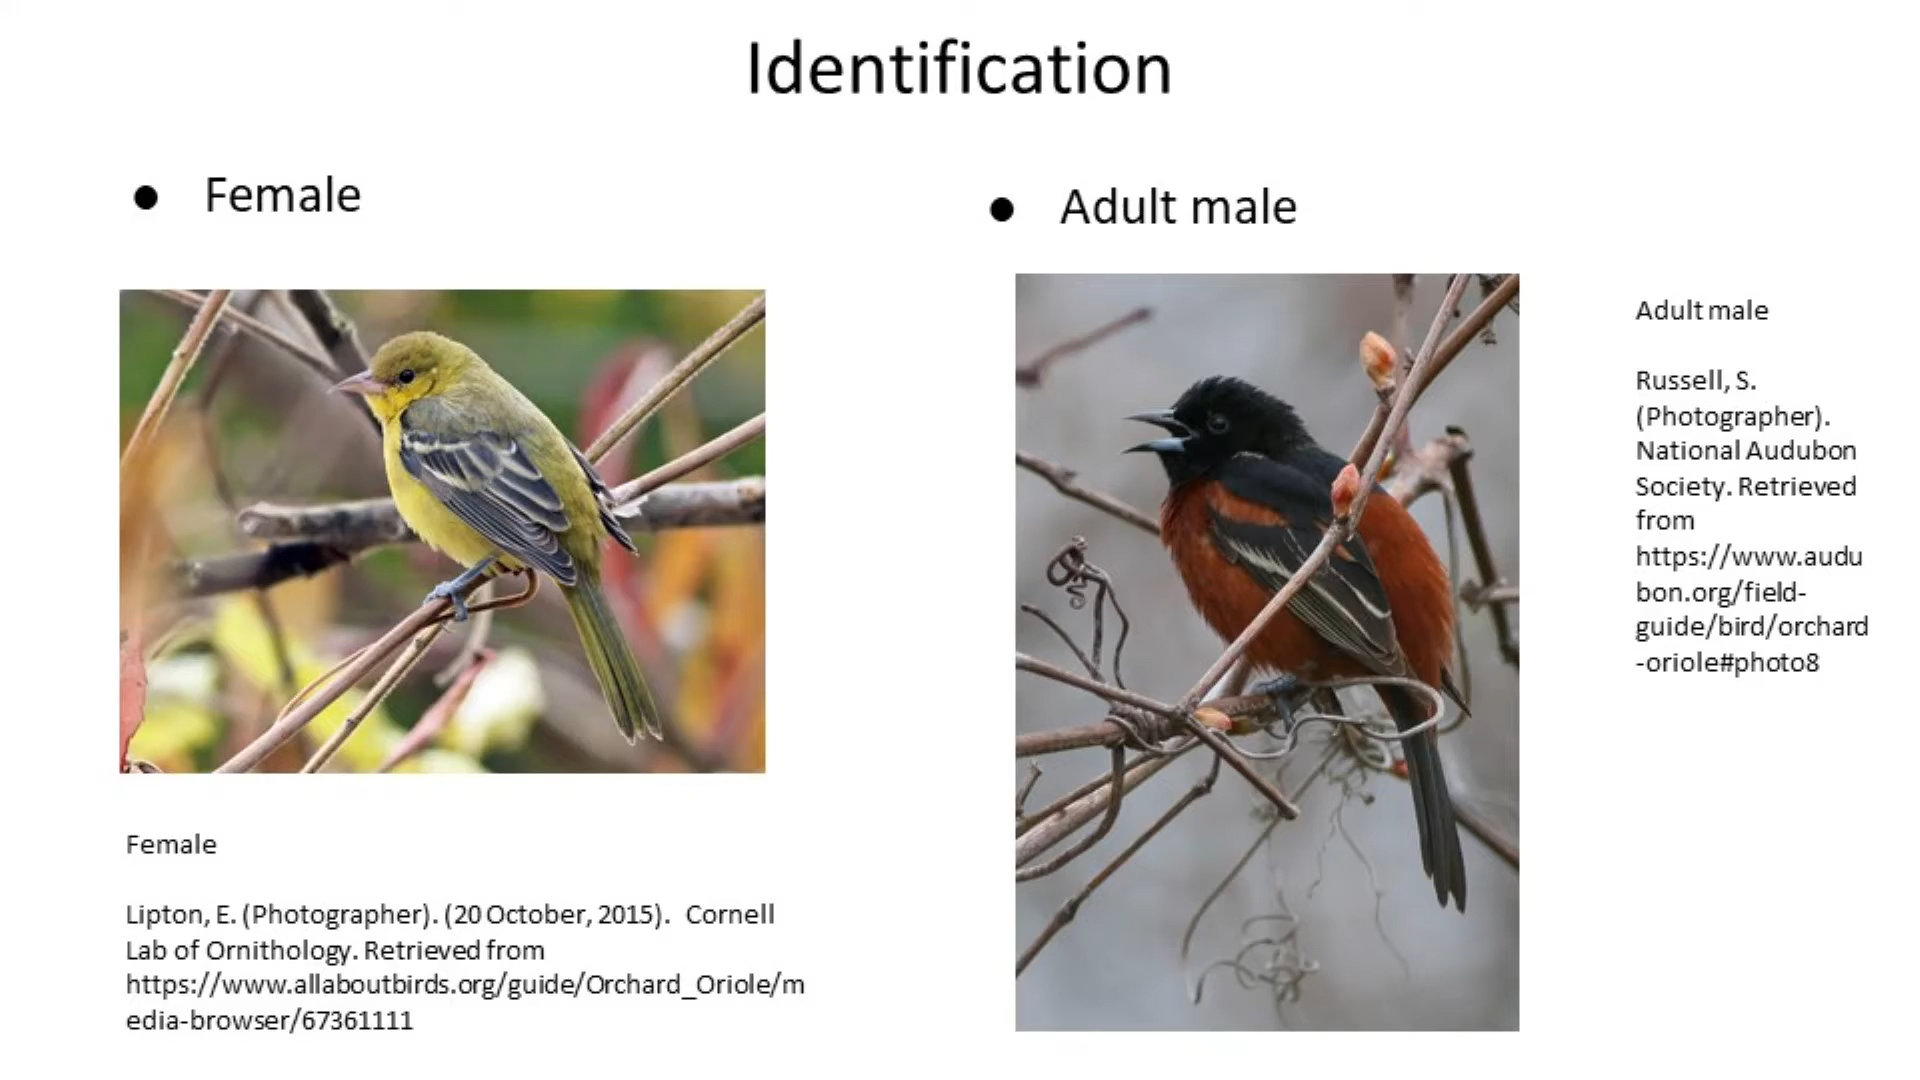 Identification
● Female
● Adult male
Adult male
Russell, S.
(Photographer).
National Audubon
Society. Retrieved
from
https://www.audu
bon.org/field-
guide/bird/orchard
-oriole#photo8
Female
Lipton, E. (Photographer). (20 October, 2015).  Cornell
Lab of Ornithology. Retrieved from
https://www.allaboutbirds.org/guide/Orchard_Oriole/m
edia-browser/67361111